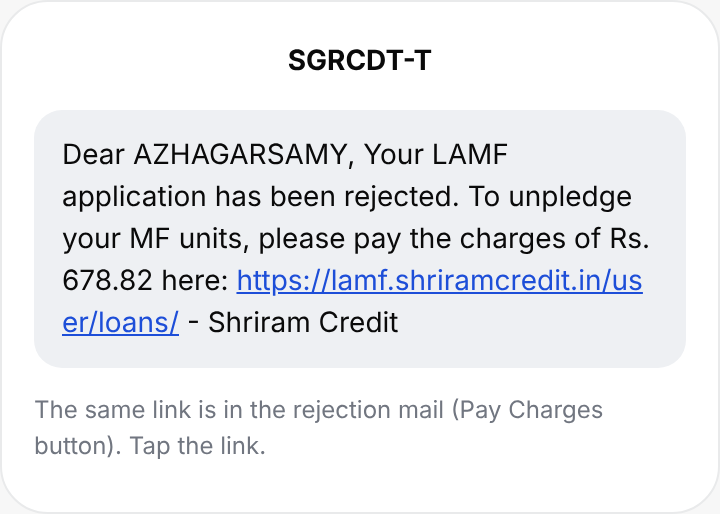 SGRCDT-T
Dear AZHAGARSAMY, Your LAMF
application has been rejected. To unpledge
your MF units, please pay the charges of Rs.
678.82 here: https://lamf.shriramcredit.in/us
er/loans/ - Shriram Credit
The same link is in the rejection mail (Pay Charges
button). Tap the link.